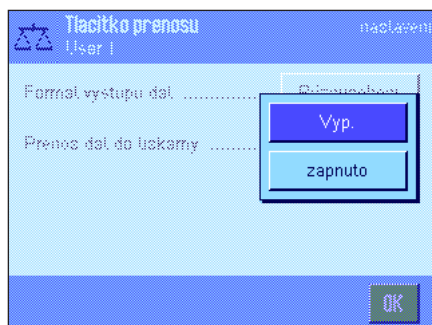 Tlacitko prenosu
nastaveni
User 1
Format vystupu dat ............
Vyp.
Prenos dat do tiskarny ........
zapnuto
OK